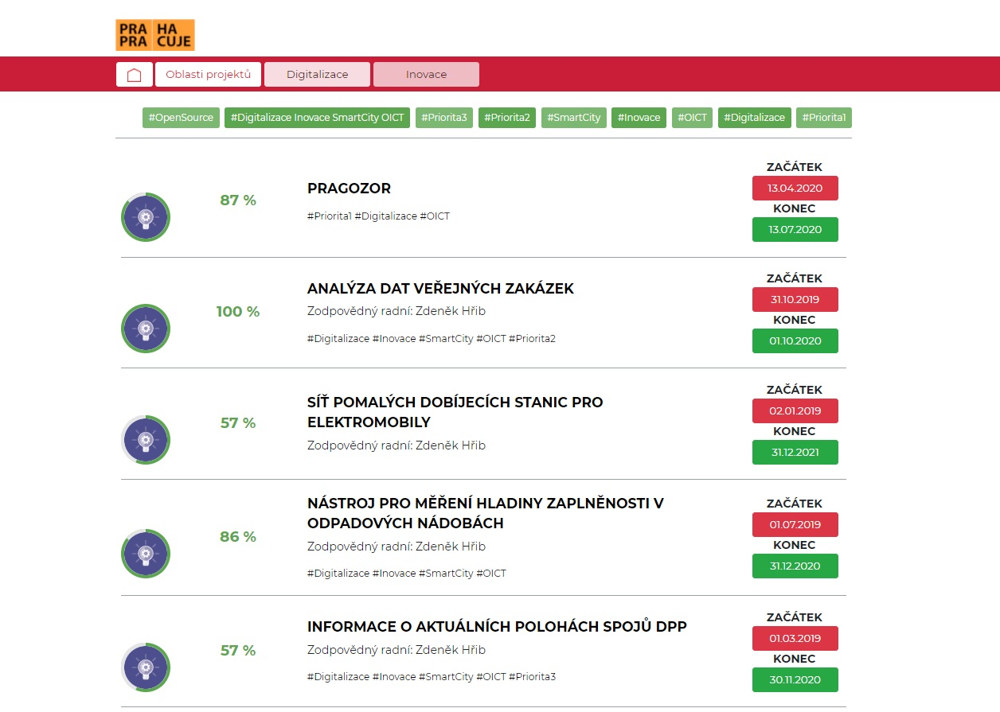 PRA HA
PRA CUJE
Oblasti projektů
Digitalizace
Inovace
#OpenSource #Digitalizace Inovace SmartCity OICT #Priorita3 #Priorita2 #SmartCity #Inovace #OICT #Digitalizace #Priorita1
87 %
PRAGOZOR
#Priorita1 #Digitalizace #OICT
ZAČÁTEK
13.04.2020
KONEC
13.07.2020
100 %
ANALÝZA DAT VEŘEJNÝCH ZAKÁZEK
Zodpovědný radní: Zdeněk Hřib
#Digitalizace #Inovace #SmartCity #OICT #Priorita2
ZAČÁTEK
31.10.2019
KONEC
01.10.2020
57 %
SÍŤ POMALÝCH DOBÍJECÍCH STANIC PRO
ELEKTROMOBILY
Zodpovědný radní: Zdeněk Hřib
ZAČÁTEK
02.01.2019
KONEC
31.12.2021
86 %
NÁSTROJ PRO MĚŘENÍ HLADINY ZAPLNĚNOSTI V
ODPADOVÝCH NÁDOBÁCH
Zodpovědný radní: Zdeněk Hřib
#Digitalizace #Inovace #SmartCity #OICT
ZAČÁTEK
01.07.2019
KONEC
31.12.2020
57 %
INFORMACE O AKTUÁLNÍCH POLOHÁCH SPOJŮ DPP
Zodpovědný radní: Zdeněk Hřib
#Digitalizace #Inovace #SmartCity #OICT #Priorita3
ZAČÁTEK
01.03.2019
KONEC
30.11.2020